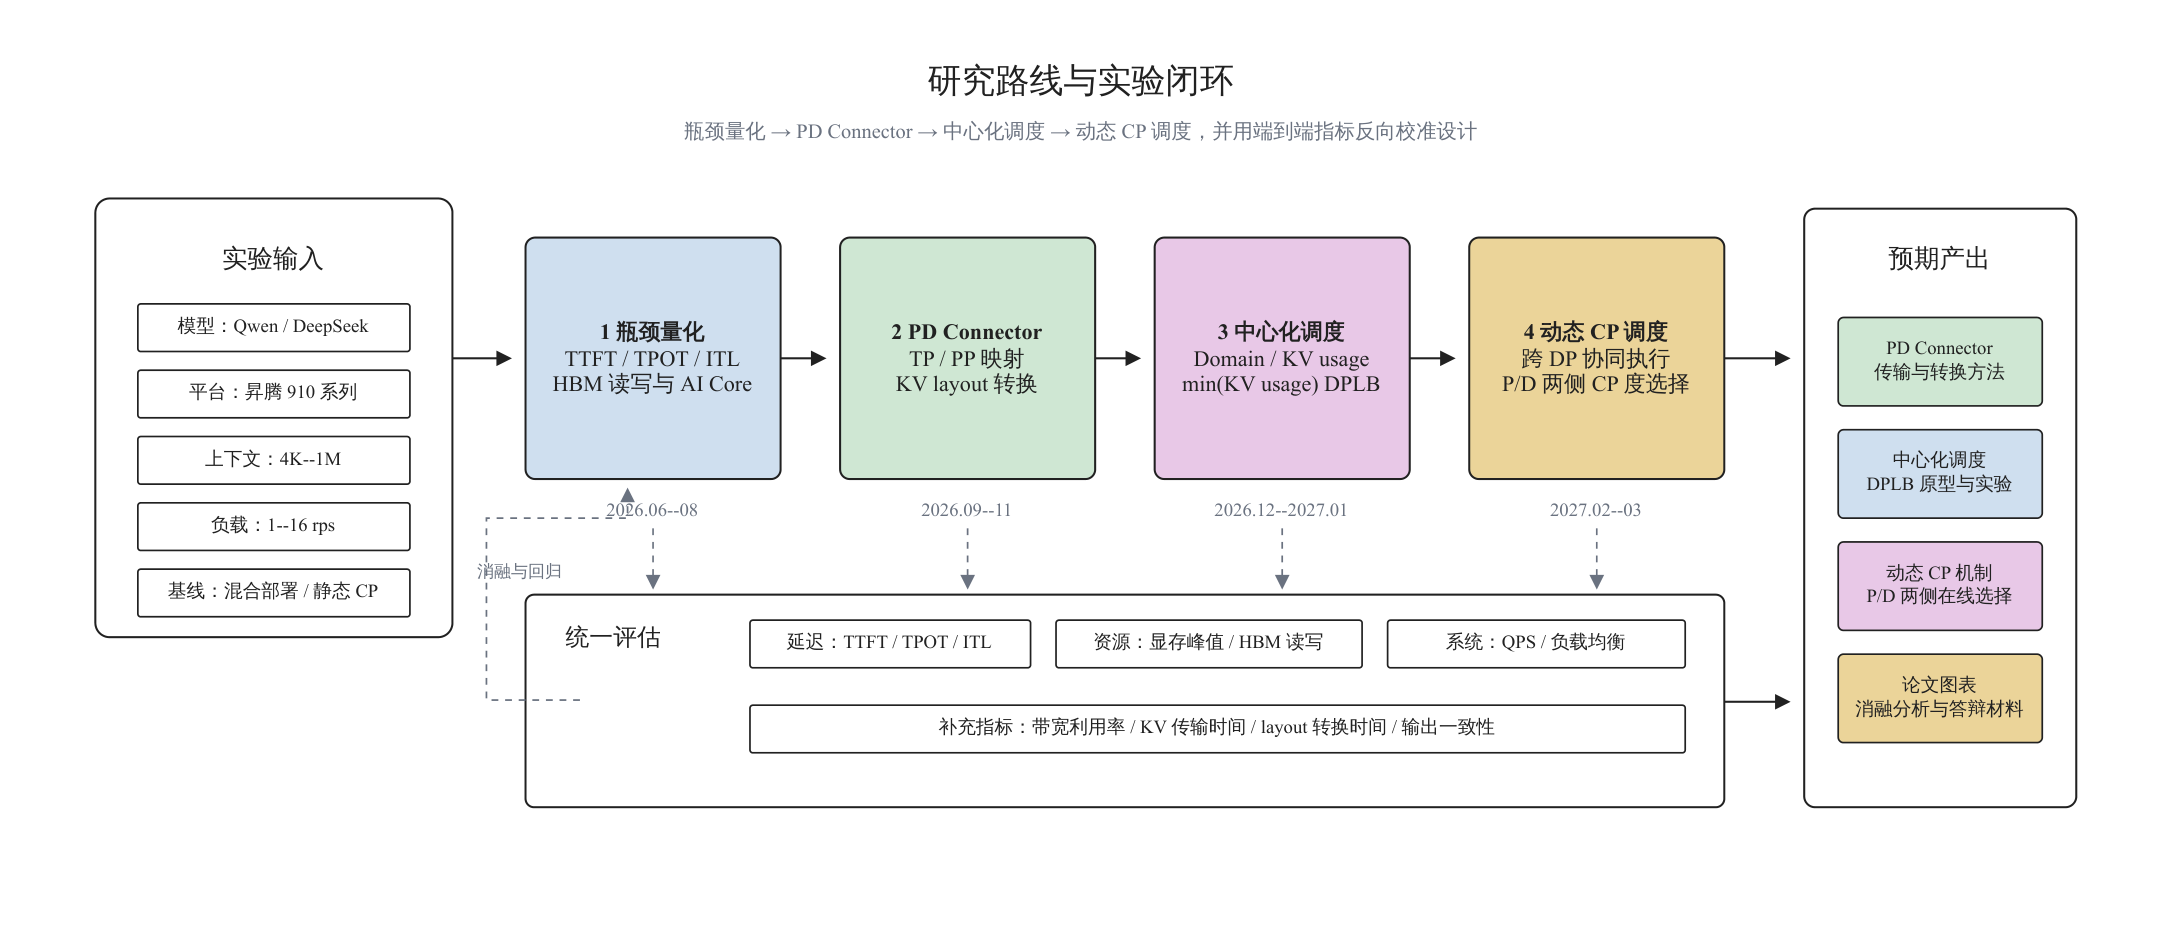 研究路线与实验闭环
瓶颈量化 → PD Connector → 中心化调度 → 动态 CP 调度，并用端到端指标反向校准设计
实验输入
模型：Qwen / DeepSeek
平台：昇腾 910 系列
上下文：4K--1M
负载：1--16 rps
基线：混合部署 / 静态 CP
1 瓶颈量化
TTFT / TPOT / ITL
HBM 读写与 AI Core
2026.06--08
2 PD Connector
TP / PP 映射
KV layout 转换
2026.09--11
3 中心化调度
Domain / KV usage
min(KV usage) DPLB
2026.12--2027.01
4 动态 CP 调度
跨 DP 协同执行
P/D 两侧 CP 度选择
2027.02--03
消融与回归
统一评估
延迟：TTFT / TPOT / ITL
资源：显存峰值 / HBM 读写
系统：QPS / 负载均衡
补充指标：带宽利用率 / KV 传输时间 / layout 转换时间 / 输出一致性
预期产出
PD Connector
传输与转换方法
中心化调度
DPLB 原型与实验
动态 CP 机制
P/D 两侧在线选择
论文图表
消融分析与答辩材料